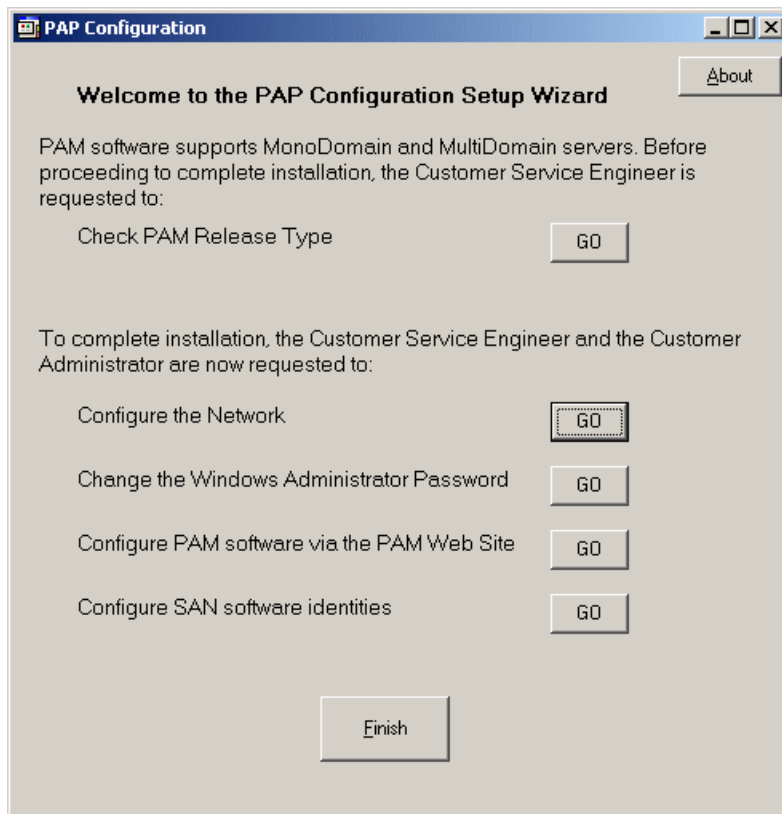 PAP Configuration
About
Welcome to the PAP Configuration Setup Wizard
PAM software supports MonoDomain and MultiDomain servers. Before
proceeding to complete installation, the Customer Service Engineer is
requested to:
Check PAM Release Type GO
To complete installation, the Customer Service Engineer and the Customer
Administrator are now requested to:
Configure the Network GO
Change the Windows Administrator Password GO
Configure PAM software via the PAM Web Site GO
Configure SAN software identities GO
Finish